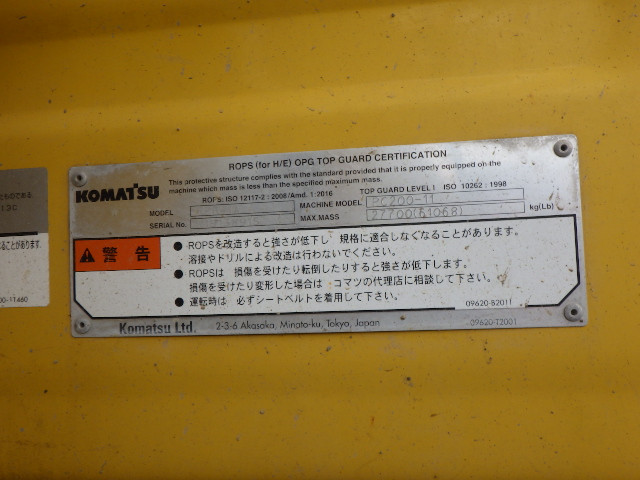 ROPS (for H/E) OPG TOP GUARD CERTIFICATION
This protective structure complies with the standard provided that it is properly equipped on the
machine which mass is less than the specified maximum mass.
KOMATSU
ROPS: ISO 12117-2 : 2008/Amd. 1:2016 TOP GUARD LEVEL I ISO 10262 : 1998
MODEL MACHINE MODEL PC200-11
SERIAL No. MAX.MASS 27700(61068) kg(Lb)
警告
● ROPSを改造すると強さが低下し 規格に適合しなくなることがあります。
溶接やドリルによる改造は行わないでください。
● ROPSは 損傷を受けたり転倒したりすると強さが低下します。
損傷を受けたり変形した場合は コマツの代理店に相談して下さい。
● 運転時は 必ずシートベルトを着用して下さい。
09620-B2011
Komatsu Ltd. 2-3-6 Akasaka, Minato-ku, Tokyo, Japan 09620-T2001